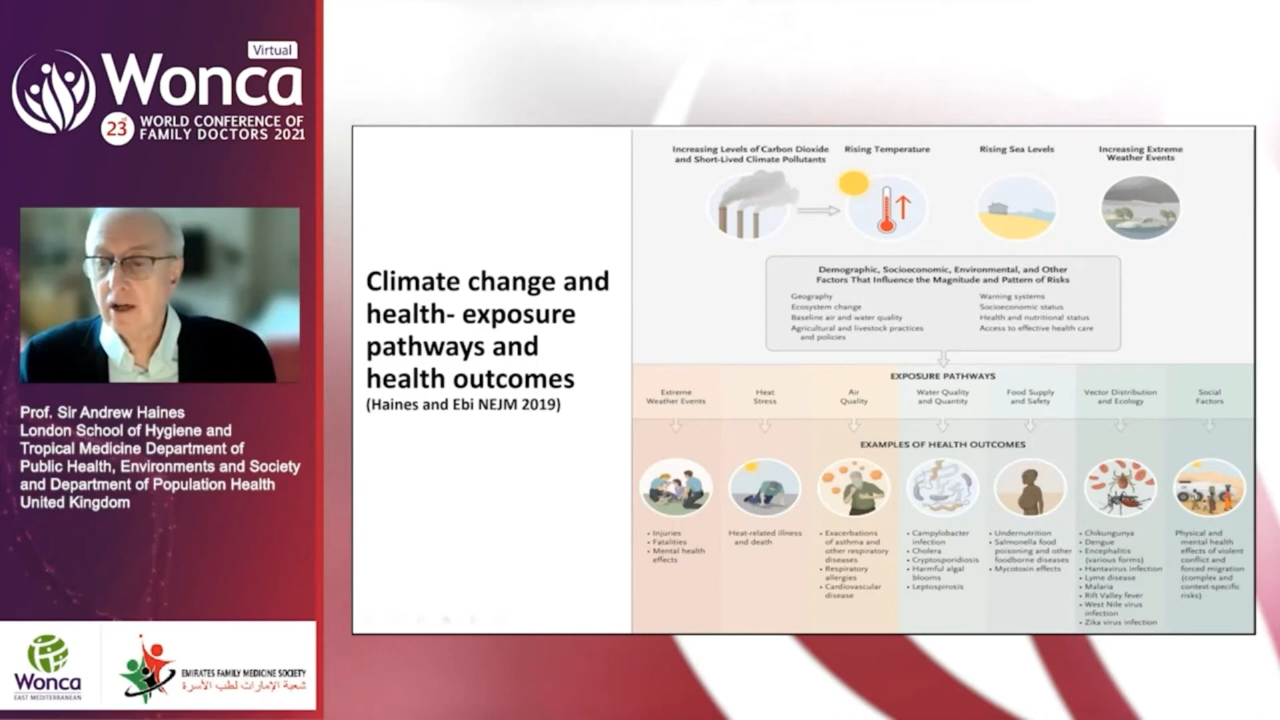 Virtual
Wonca
23rd
WORLD CONFERENCE OF
FAMILY DOCTORS 2021
Prof. Sir Andrew Haines
London School of Hygiene and
Tropical Medicine Department of
Public Health, Environments and Society
and Department of Population Health
United Kingdom
Wonca
EAST MEDITERRANEAN
EMIRATES FAMILY MEDICINE SOCIETY
شعبة الإمارات لطب الأسرة
Climate change and
health- exposure
pathways and
health outcomes
(Haines and Ebi NEJM 2019)
Increasing Levels of Carbon Dioxide
and Short-Lived Climate Pollutants
Rising Temperature
Rising Sea Levels
Increasing Extreme
Weather Events
Demographic, Socioeconomic, Environmental, and Other
Factors That Influence the Magnitude and Pattern of Risks
Geography
Ecosystem change
Baseline air and water quality
Agricultural and livestock practices
and policies
Warning systems
Socioeconomic status
Health and nutritional status
Access to effective health care
EXPOSURE PATHWAYS
Extreme
Weather Events
Heat
Stress
Air
Quality
Water Quality
and Quantity
Food Supply
and Safety
Vector Distribution
and Ecology
Social
Factors
EXAMPLES OF HEALTH OUTCOMES
• Injuries
• Fatalities
• Mental health
effects
Heat-related illness
and death
• Exacerbations
of asthma and
other respiratory
diseases
• Respiratory
allergies
• Cardiovascular
disease
• Campylobacter
infection
• Cholera
• Cryptosporidiosis
• Harmful algal
blooms
• Leptospirosis
• Undernutrition
• Salmonella food
poisoning and other
foodborne diseases
• Mycotoxin effects
• Chikungunya
• Dengue
• Encephalitis
(various forms)
• Hantavirus infection
• Lyme disease
• Malaria
• Rift Valley fever
• West Nile virus
infection
• Zika virus infection
Physical and
mental health
effects of violent
conflict and
forced migration
(complex and
context-specific
risks)